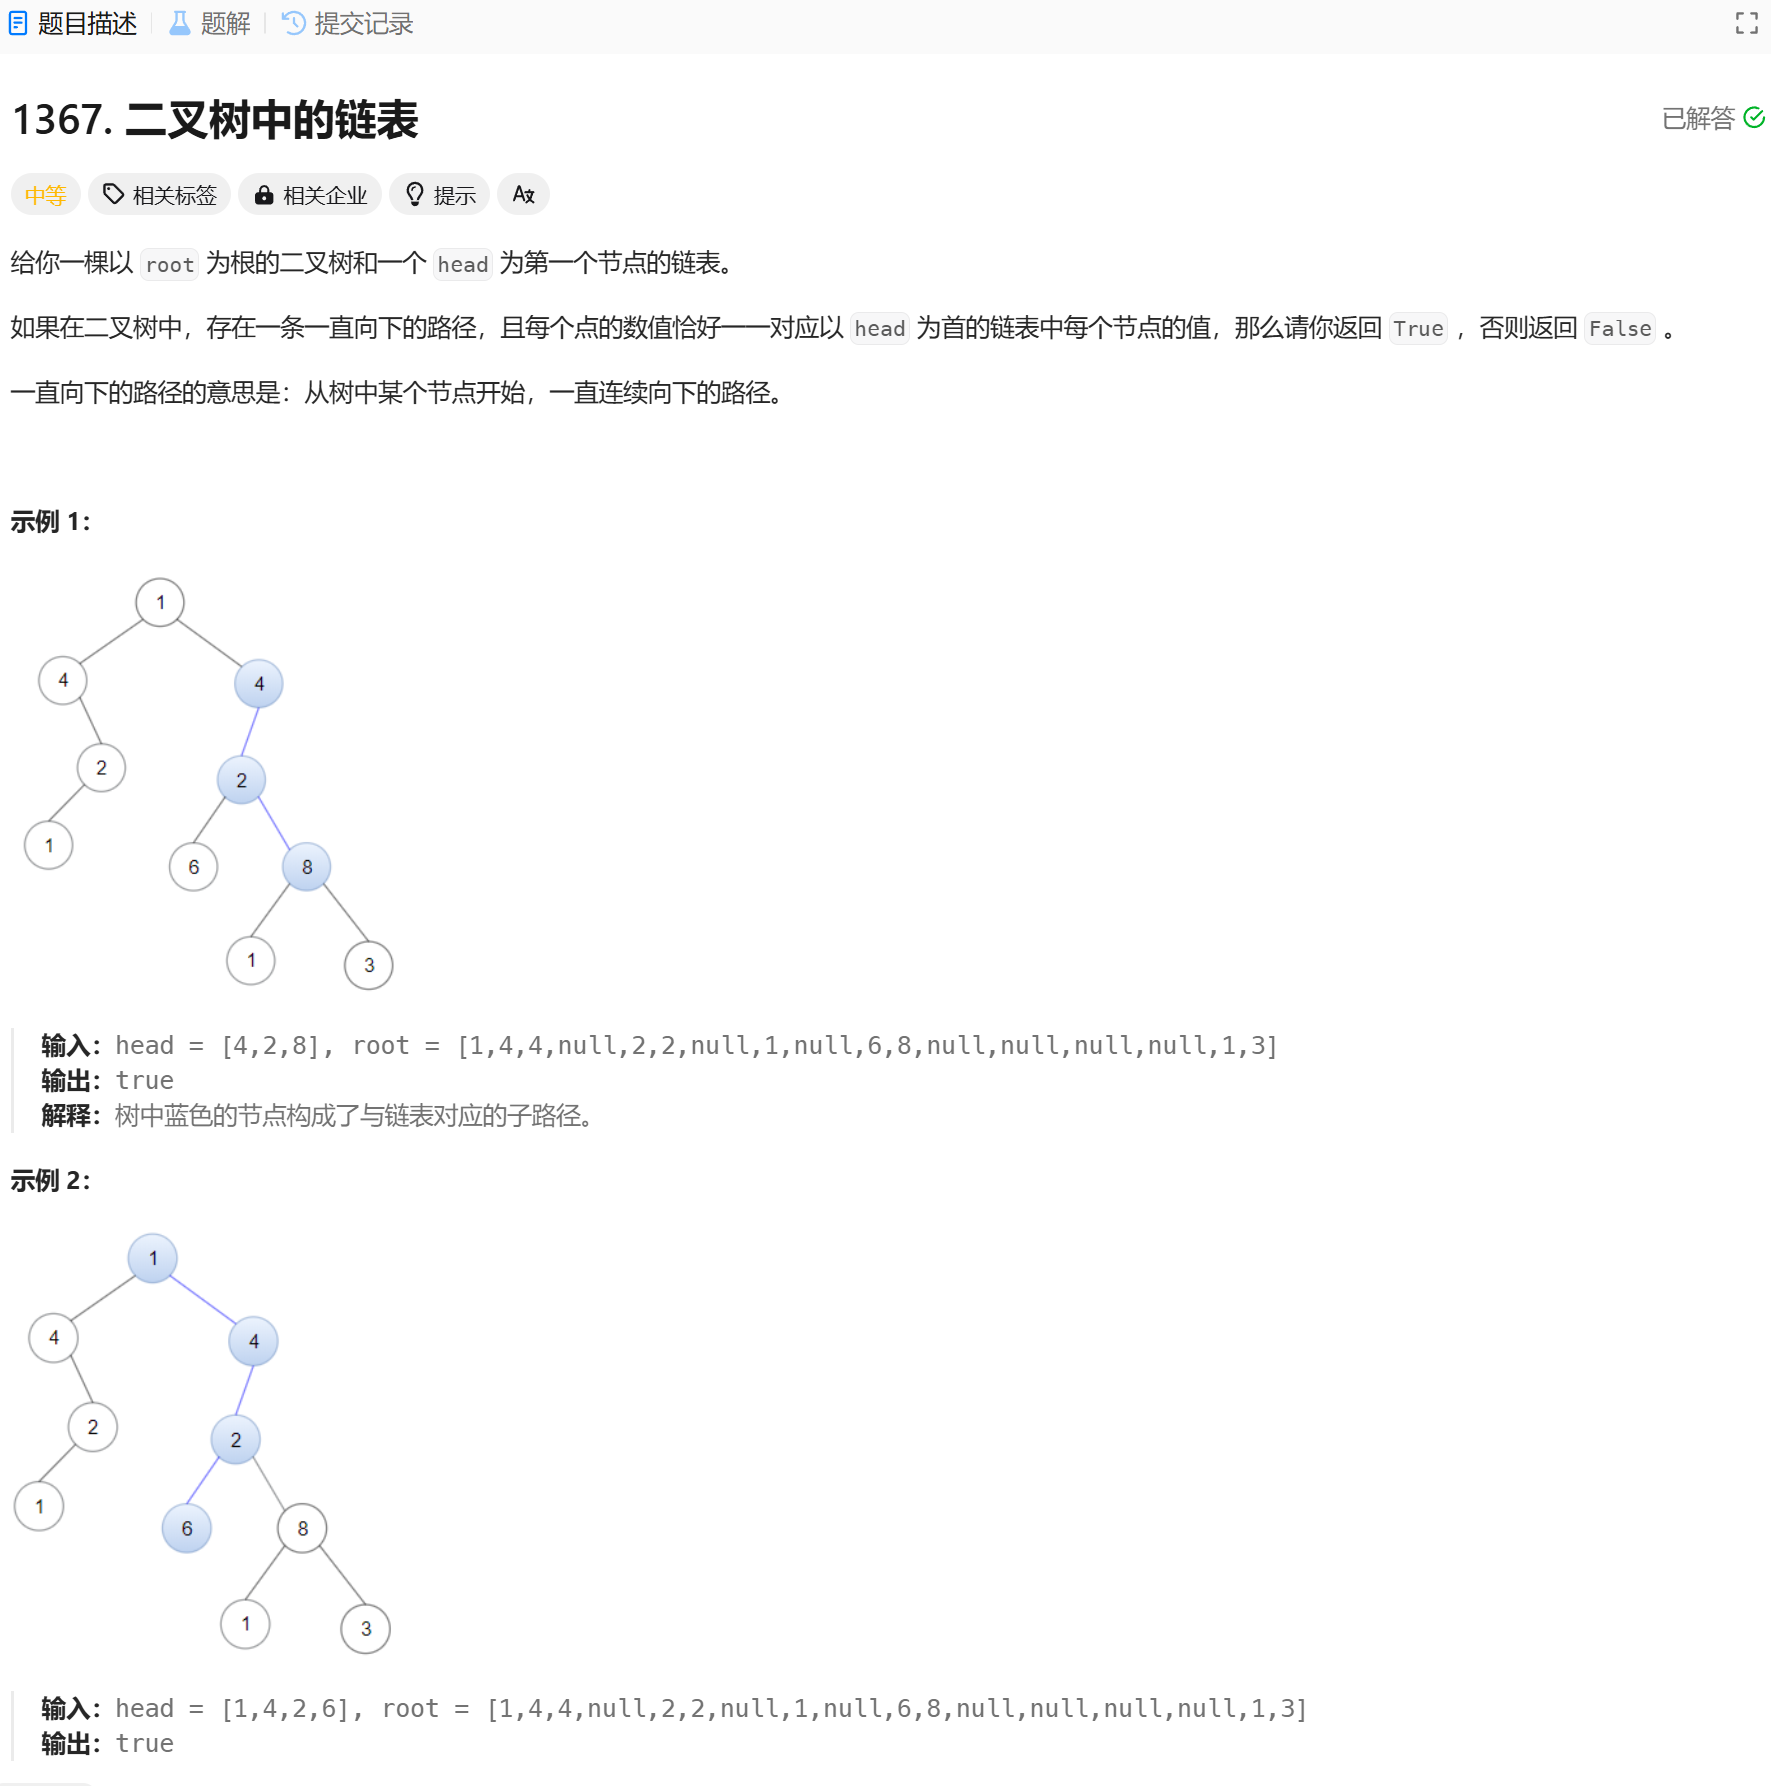 题目描述 题解 提交记录
1367. 二叉树中的链表
已解答
中等 相关标签 相关企业 提示 A文
给你一棵以 root 为根的二叉树和一个 head 为第一个节点的链表。
如果在二叉树中，存在一条一直向下的路径，且每个点的数值恰好一一对应以 head 为首的链表中每个节点的值，那么请你返回 True ，否则返回 False 。
一直向下的路径的意思是：从树中某个节点开始，一直连续向下的路径。
示例 1：
1
4 4
2 2
1 6 8
1 3
输入：head = [4,2,8], root = [1,4,4,null,2,2,null,1,null,6,8,null,null,null,null,1,3]
输出：true
解释：树中蓝色的节点构成了与链表对应的子路径。
示例 2：
1
4 4
2 2
1 6 8
1 3
输入：head = [1,4,2,6], root = [1,4,4,null,2,2,null,1,null,6,8,null,null,null,null,1,3]
输出：true